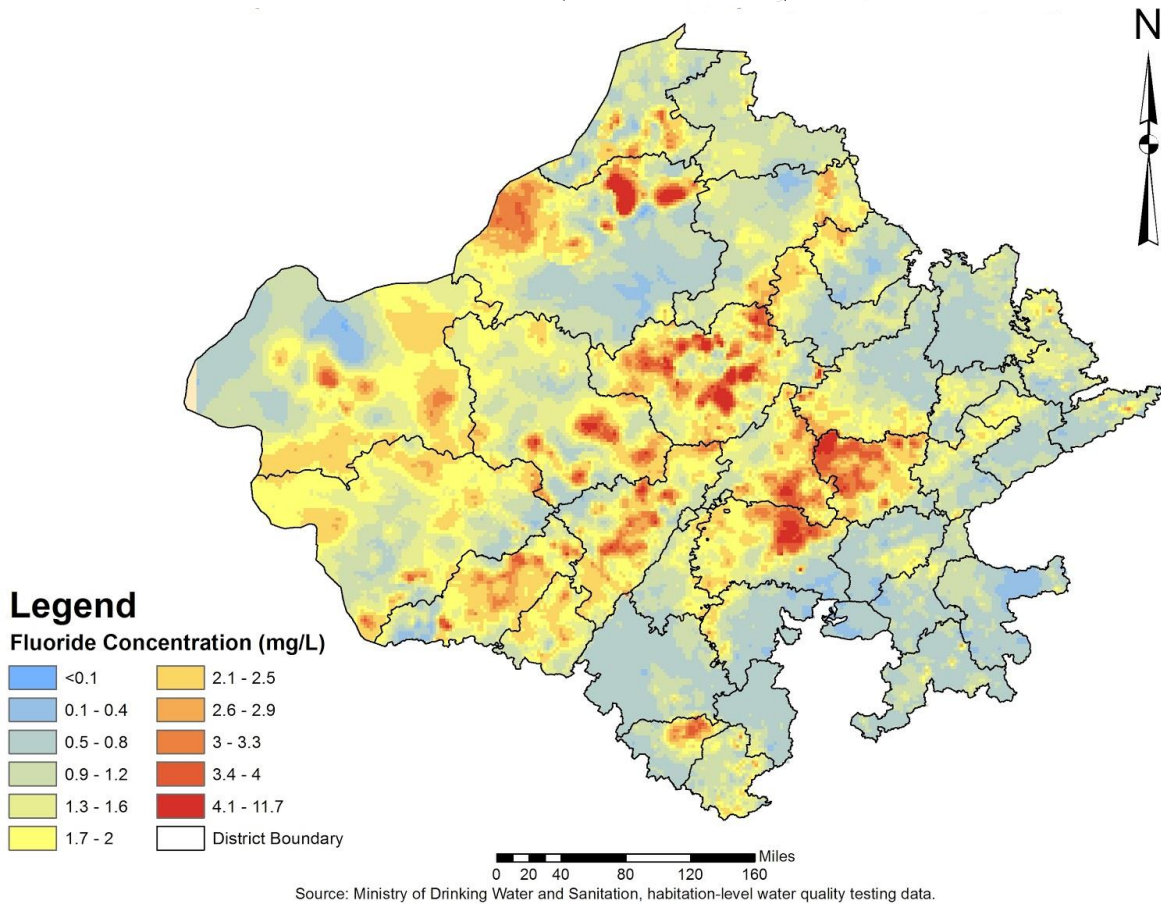 N
Legend
Fluoride Concentration (mg/L)
<0.1
0.1 - 0.4
0.5 - 0.8
0.9 - 1.2
1.3 - 1.6
1.7 - 2
2.1 - 2.5
2.6 - 2.9
3 - 3.3
3.4 - 4
4.1 - 11.7
District Boundary
Miles
0 20 40 80 120 160
Source: Ministry of Drinking Water and Sanitation, habitation-level water quality testing data.